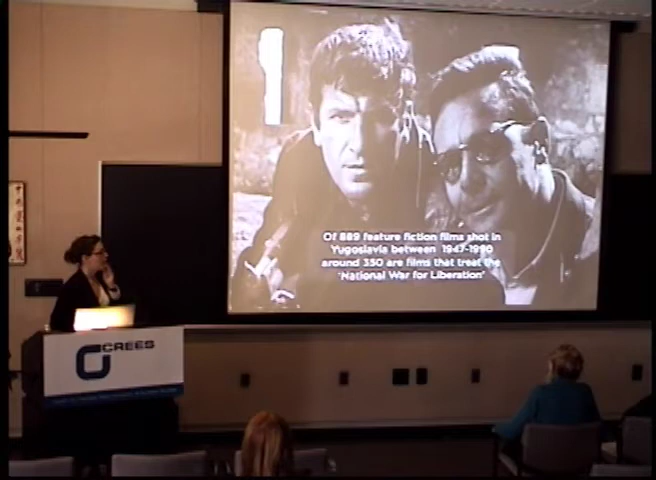 Of 889 feature fiction films shot in
Yugoslavia between 1947-1990
around 350 are films that treat the
'National War for Liberation'
CREES